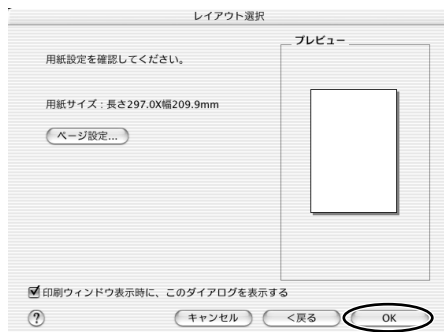 レイアウト選択
プレビュー
用紙設定を確認してください。
用紙サイズ：長さ297.0X幅209.9mm
ページ設定...
印刷ウィンドウ表示時に、このダイアログを表示する
?
キャンセル
<戻る
OK